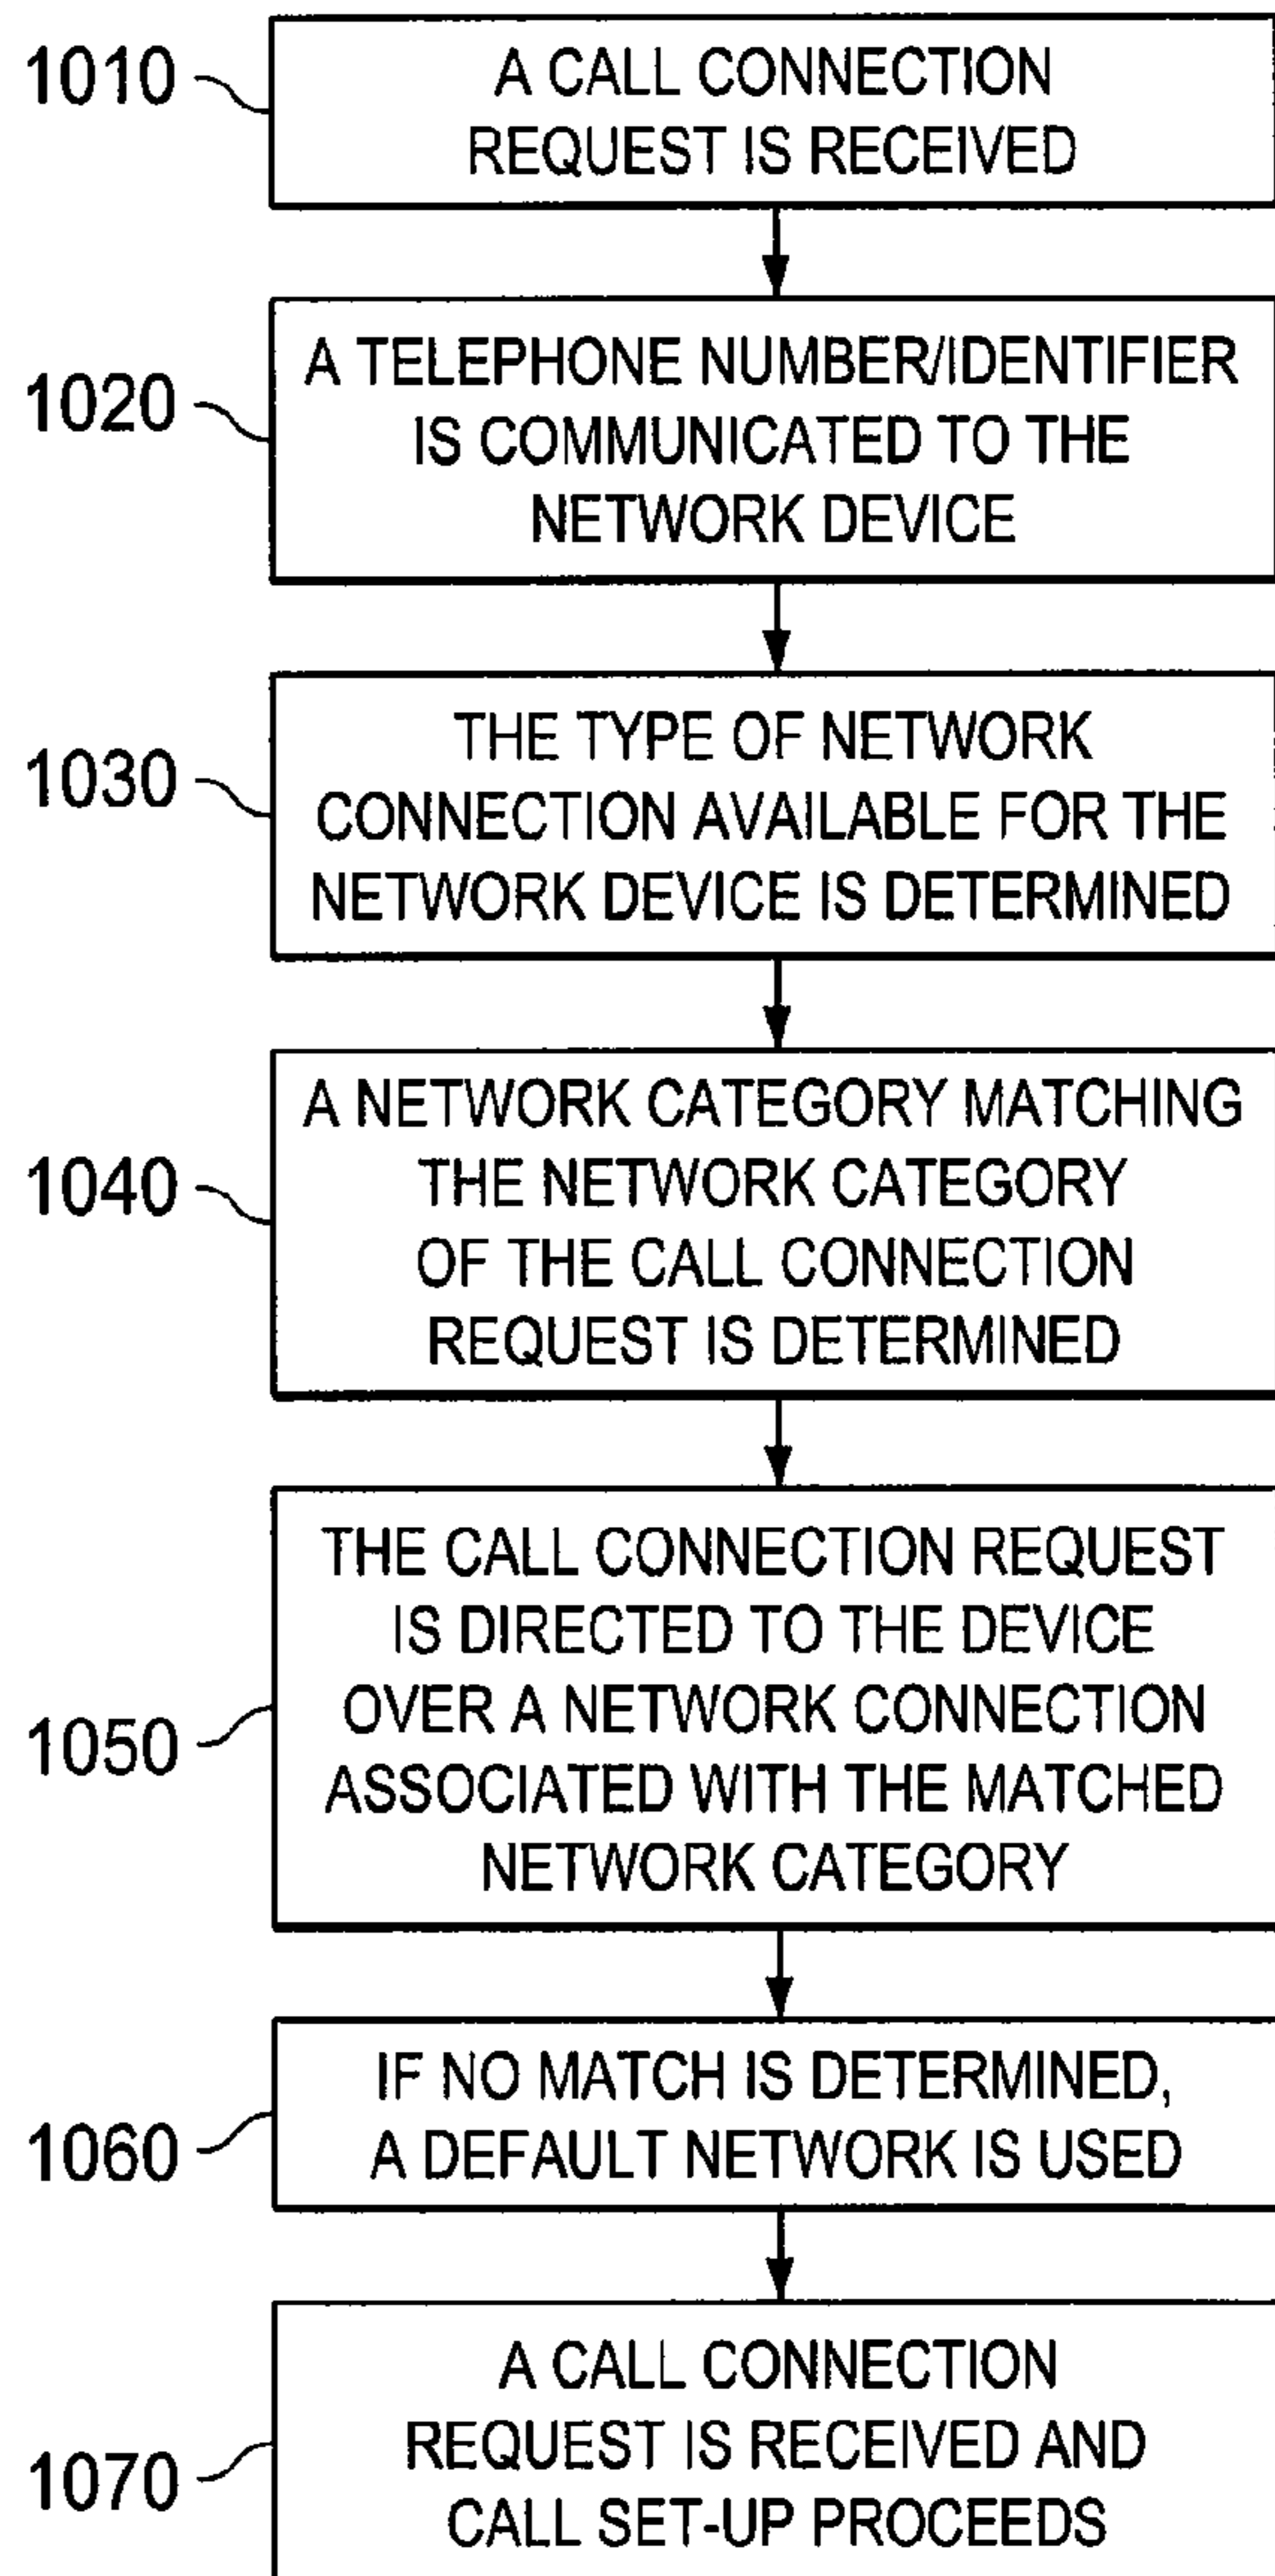 1010
A CALL CONNECTION
REQUEST IS RECEIVED
1020
A TELEPHONE NUMBER/IDENTIFIER
IS COMMUNICATED TO THE
NETWORK DEVICE
1030
THE TYPE OF NETWORK
CONNECTION AVAILABLE FOR THE
NETWORK DEVICE IS DETERMINED
1040
A NETWORK CATEGORY MATCHING
THE NETWORK CATEGORY
OF THE CALL CONNECTION
REQUEST IS DETERMINED
1050
THE CALL CONNECTION REQUEST
IS DIRECTED TO THE DEVICE
OVER A NETWORK CONNECTION
ASSOCIATED WITH THE MATCHED
NETWORK CATEGORY
1060
IF NO MATCH IS DETERMINED,
A DEFAULT NETWORK IS USED
1070
A CALL CONNECTION
REQUEST IS RECEIVED AND
CALL SET-UP PROCEEDS